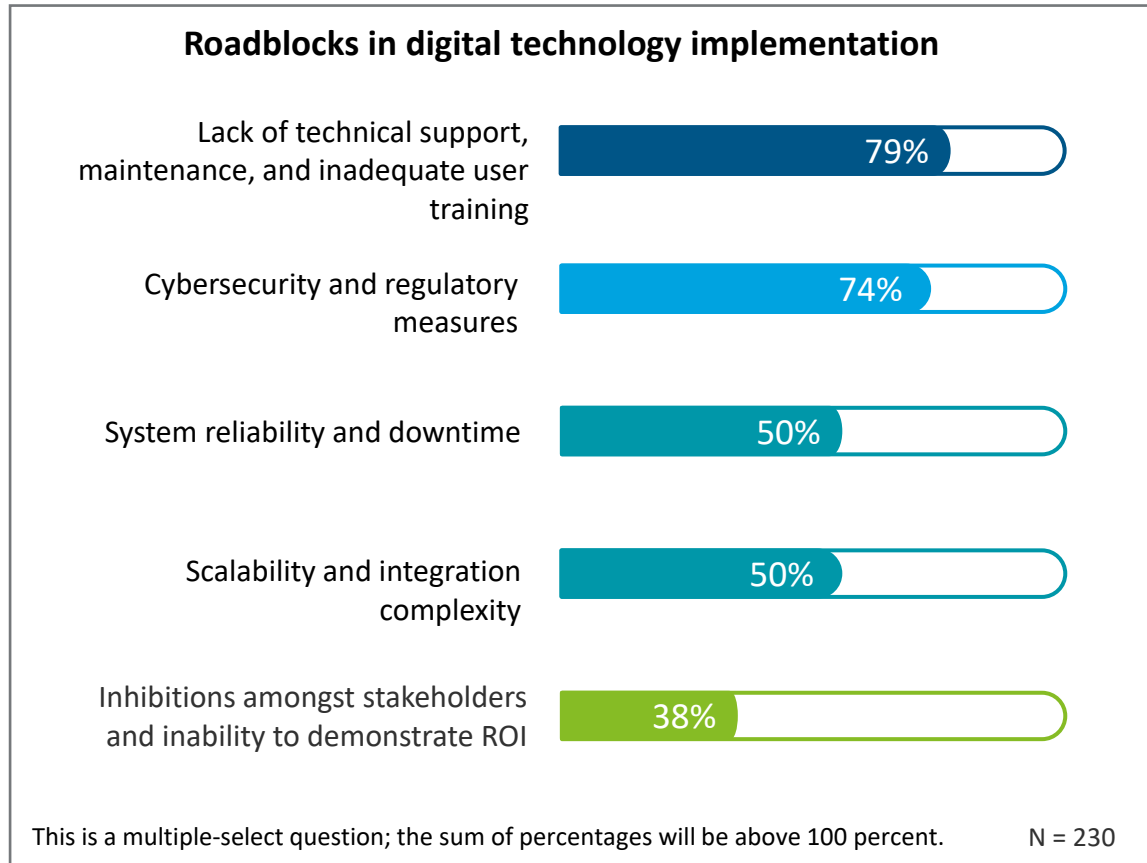 Roadblocks in digital technology implementation
Lack of technical support,
maintenance, and inadequate user
training
79%
Cybersecurity and regulatory
measures
74%
System reliability and downtime
50%
Scalability and integration
complexity
50%
Inhibitions amongst stakeholders
and inability to demonstrate ROI
38%
This is a multiple-select question; the sum of percentages will be above 100 percent.
N = 230